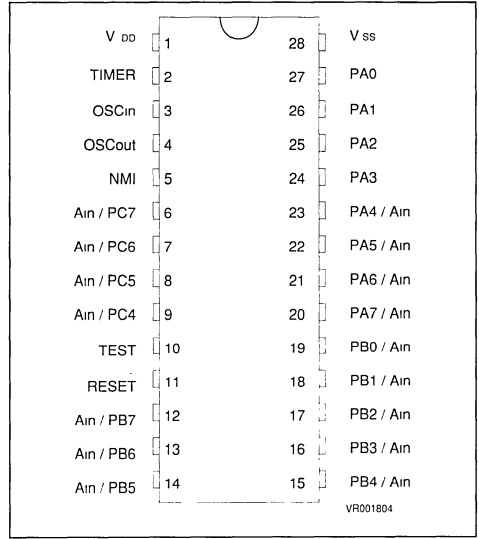 V DD 1 28 V SS
TIMER 2 27 PA0
OSCin 3 26 PA1
OSCout 4 25 PA2
NMI 5 24 PA3
Ain / PC7 6 23 PA4 / Ain
Ain / PC6 7 22 PA5 / Ain
Ain / PC5 8 21 PA6 / Ain
Ain / PC4 9 20 PA7 / Ain
TEST 10 19 PB0 / Ain
RESET 11 18 PB1 / Ain
Ain / PB7 12 17 PB2 / Ain
Ain / PB6 13 16 PB3 / Ain
Ain / PB5 14 15 PB4 / Ain
VR001804